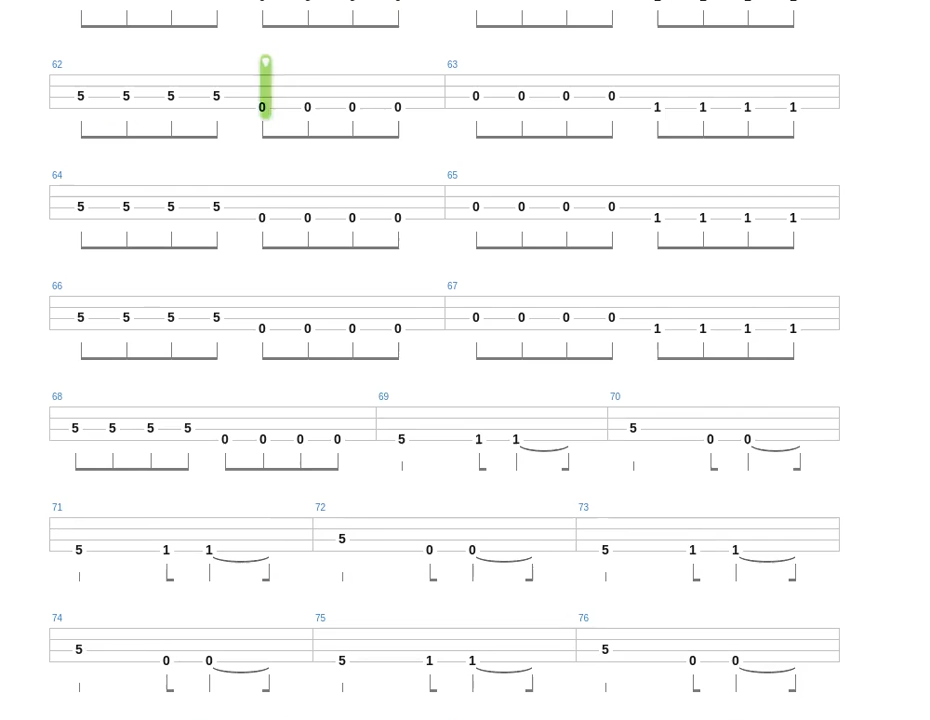 62 63
5 5 5 5 0 0 0 0 0 0 0 0 1 1 1 1
64 65
5 5 5 5 0 0 0 0 0 0 0 0 1 1 1 1
66 67
5 5 5 5 0 0 0 0 0 0 0 0 1 1 1 1
68 69 70
5 5 5 5 0 0 0 0 5 1 1 5 0 0
71 72 73
5 1 1 5 0 0 5 1 1
74 75 76
5 0 0 5 1 1 5 0 0